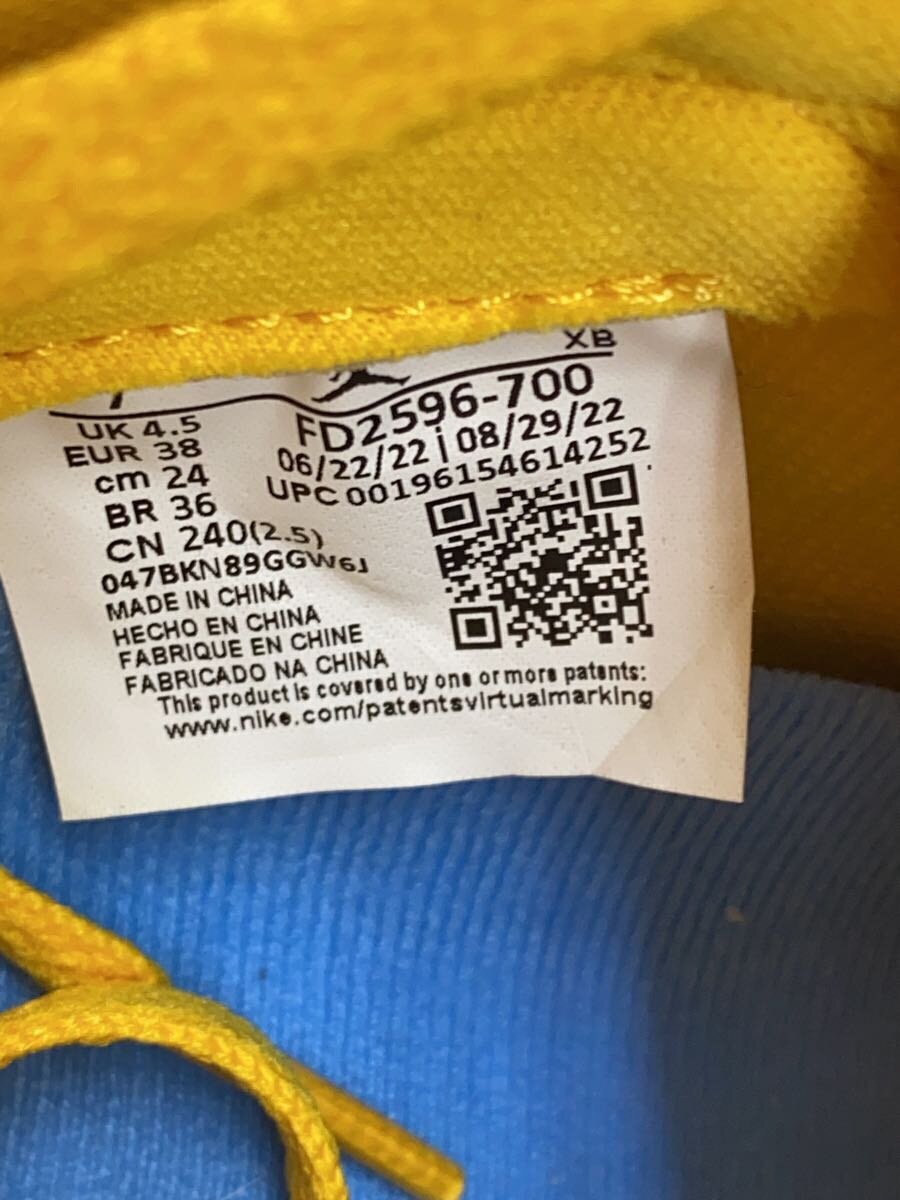 XB
UK 4.5
EUR 38
cm 24
BR 36
CN 240(2.5)
FD2596-700
06/22/22 | 08/29/22
UPC 00196154614252
047BKN89GGW6J
MADE IN CHINA
HECHO EN CHINA
FABRIQUE EN CHINE
FABRICADO NA CHINA
This product is covered by one or more patents:
www.nike.com/patentsvirtualmarking